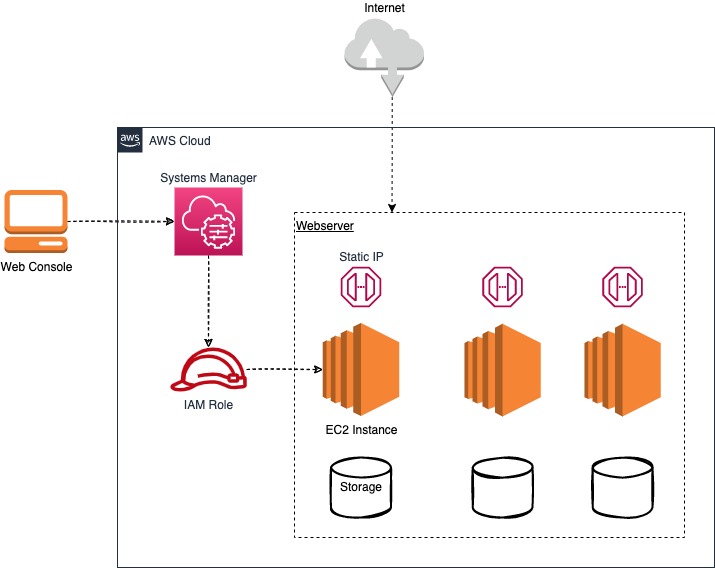 Internet
aws
AWS Cloud
Systems Manager
Web Console
Webserver
Static IP
IAM Role
EC2 Instance
Storage